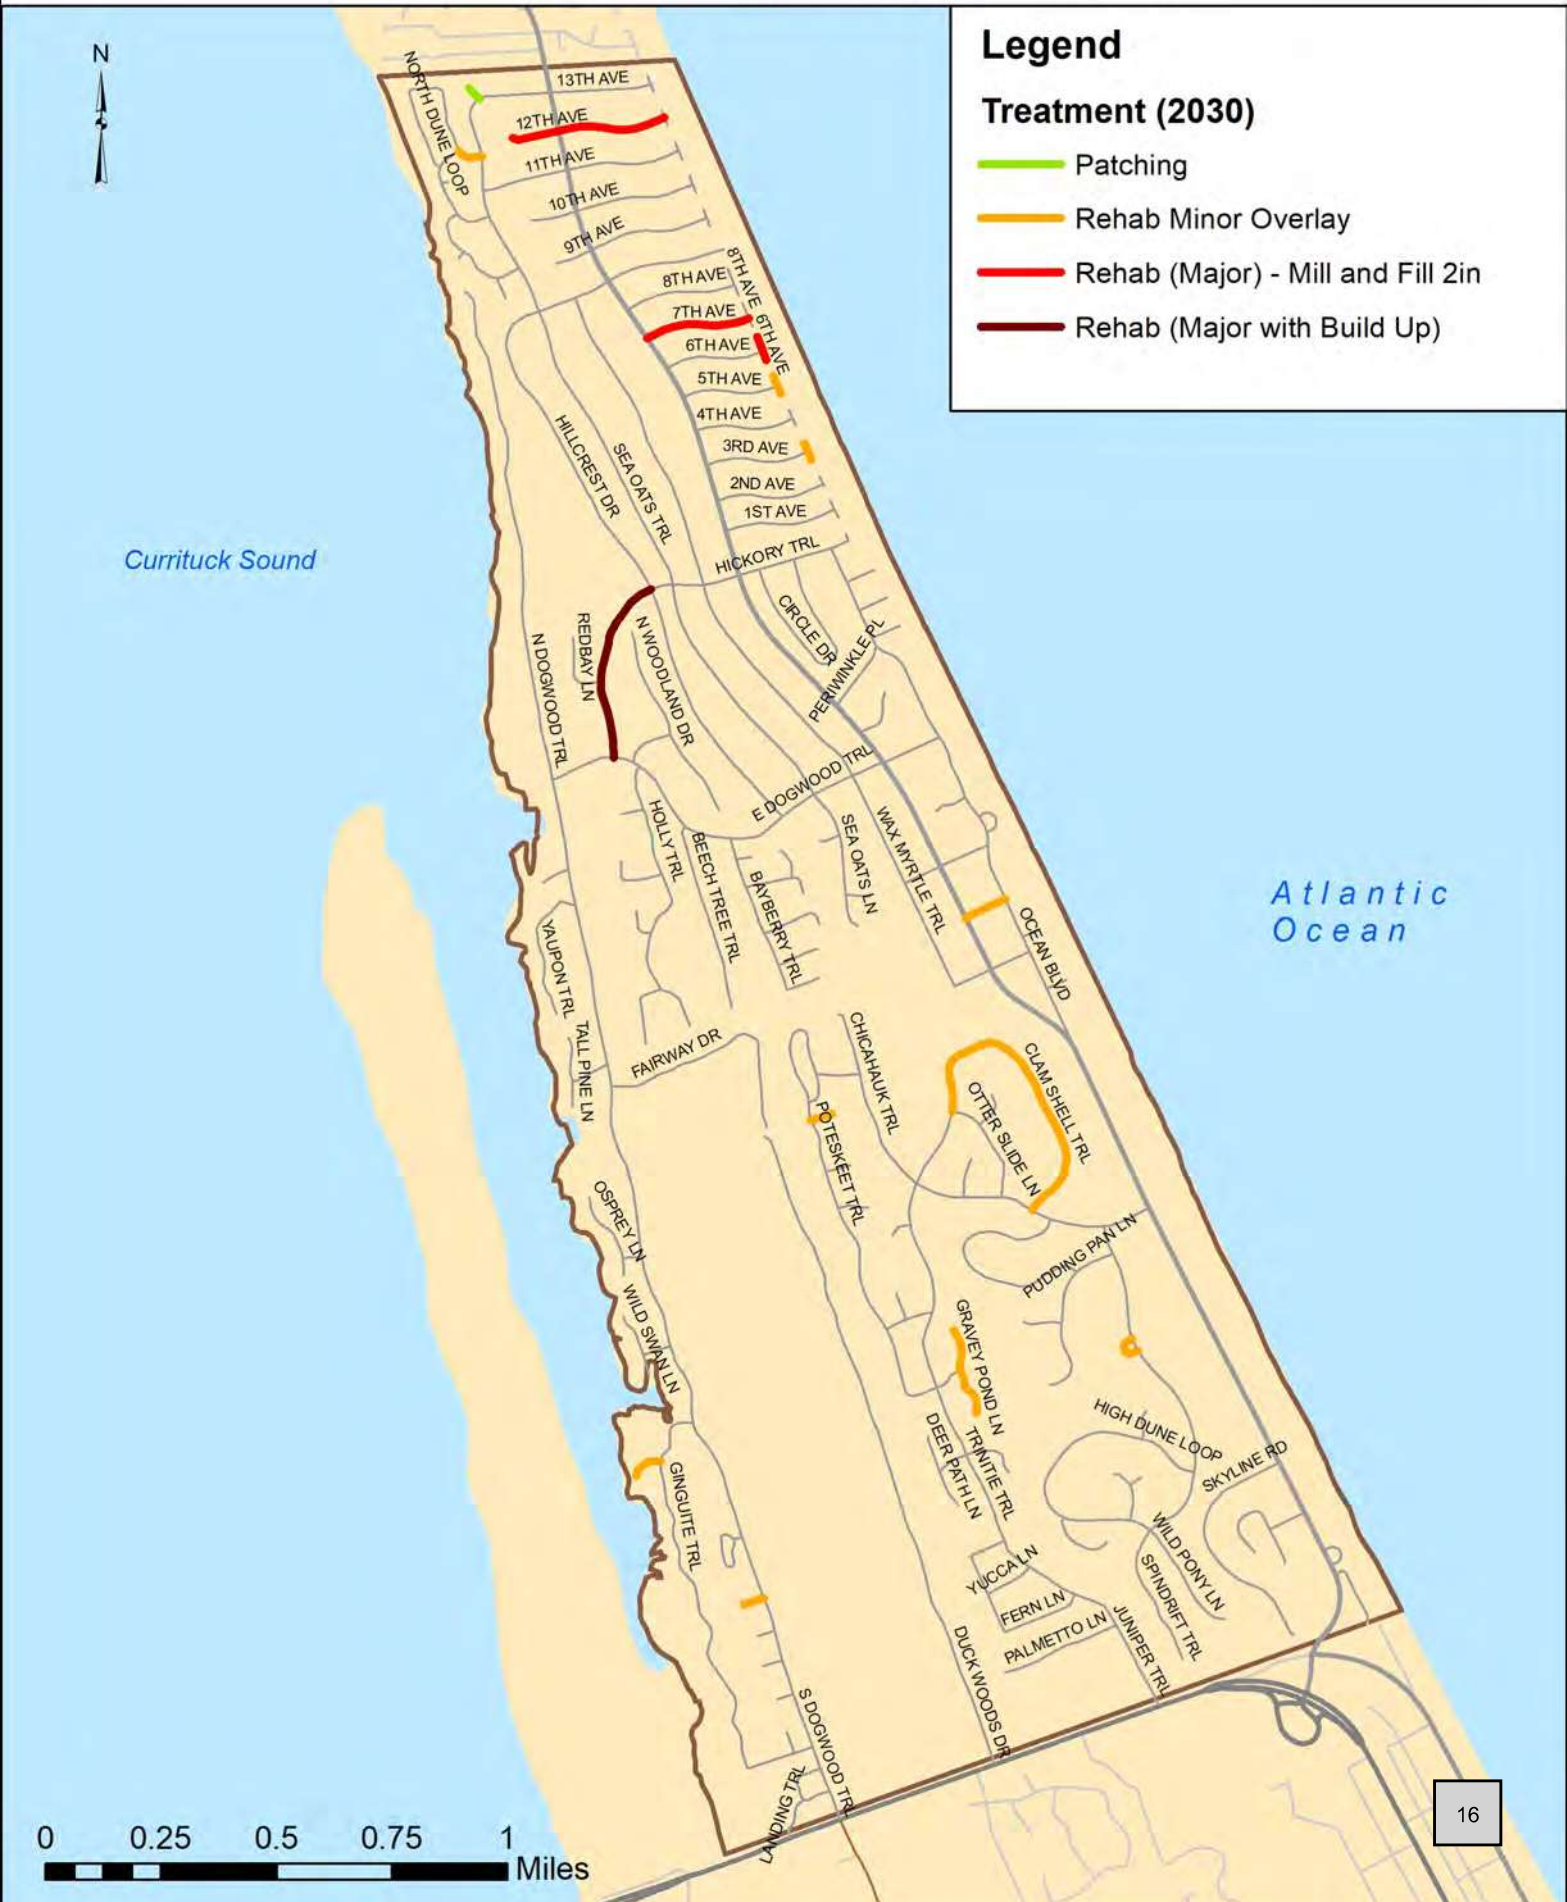 Legend
Treatment (2030)
Patching
Rehab Minor Overlay
Rehab (Major) - Mill and Fill 2in
Rehab (Major with Build Up)
N
NORTH DUNE LOOP
13TH AVE
12TH AVE
11TH AVE
10TH AVE
9TH AVE
8TH AVE
8TH AVE
7TH AVE
6TH AVE
6TH AVE
5TH AVE
4TH AVE
3RD AVE
2ND AVE
1ST AVE
HILLCREST DR
SEA OATS TRL
HICKORY TRL
Currituck Sound
CIRCLE DR
PERIWINKLE PL
REDBAY LN
N WOODLAND DR
N DOGWOOD TRL
E DOGWOOD TRL
HOLLY TRL
BEECH TREE TRL
BAYBERRY TRL
SEA OATS LN
WAX MYRTLE TRL
OCEAN BLVD
Atlantic
Ocean
YAUPON TRL
TALL PINE LN
FAIRWAY DR
CHICAHAUK TRL
CLAM SHELL TRL
OTTER SLIDE LN
POTESKEET TRL
OSPREY LN
PUDDING PAN LN
WILD SWAN LN
GRAVEY POND LN
HIGH DUNE LOOP
SKYLINE RD
DEER PATH LN
TRINITIE TRL
GINGUITE TRL
WILD PONY LN
SPINDRIFT TRL
YUCCA LN
FERN LN
PALMETTO LN
JUNIPER TRL
DUCK WOODS DR
S DOGWOOD TRL
LANDING TRL
16
0 0.25 0.5 0.75 1
Miles